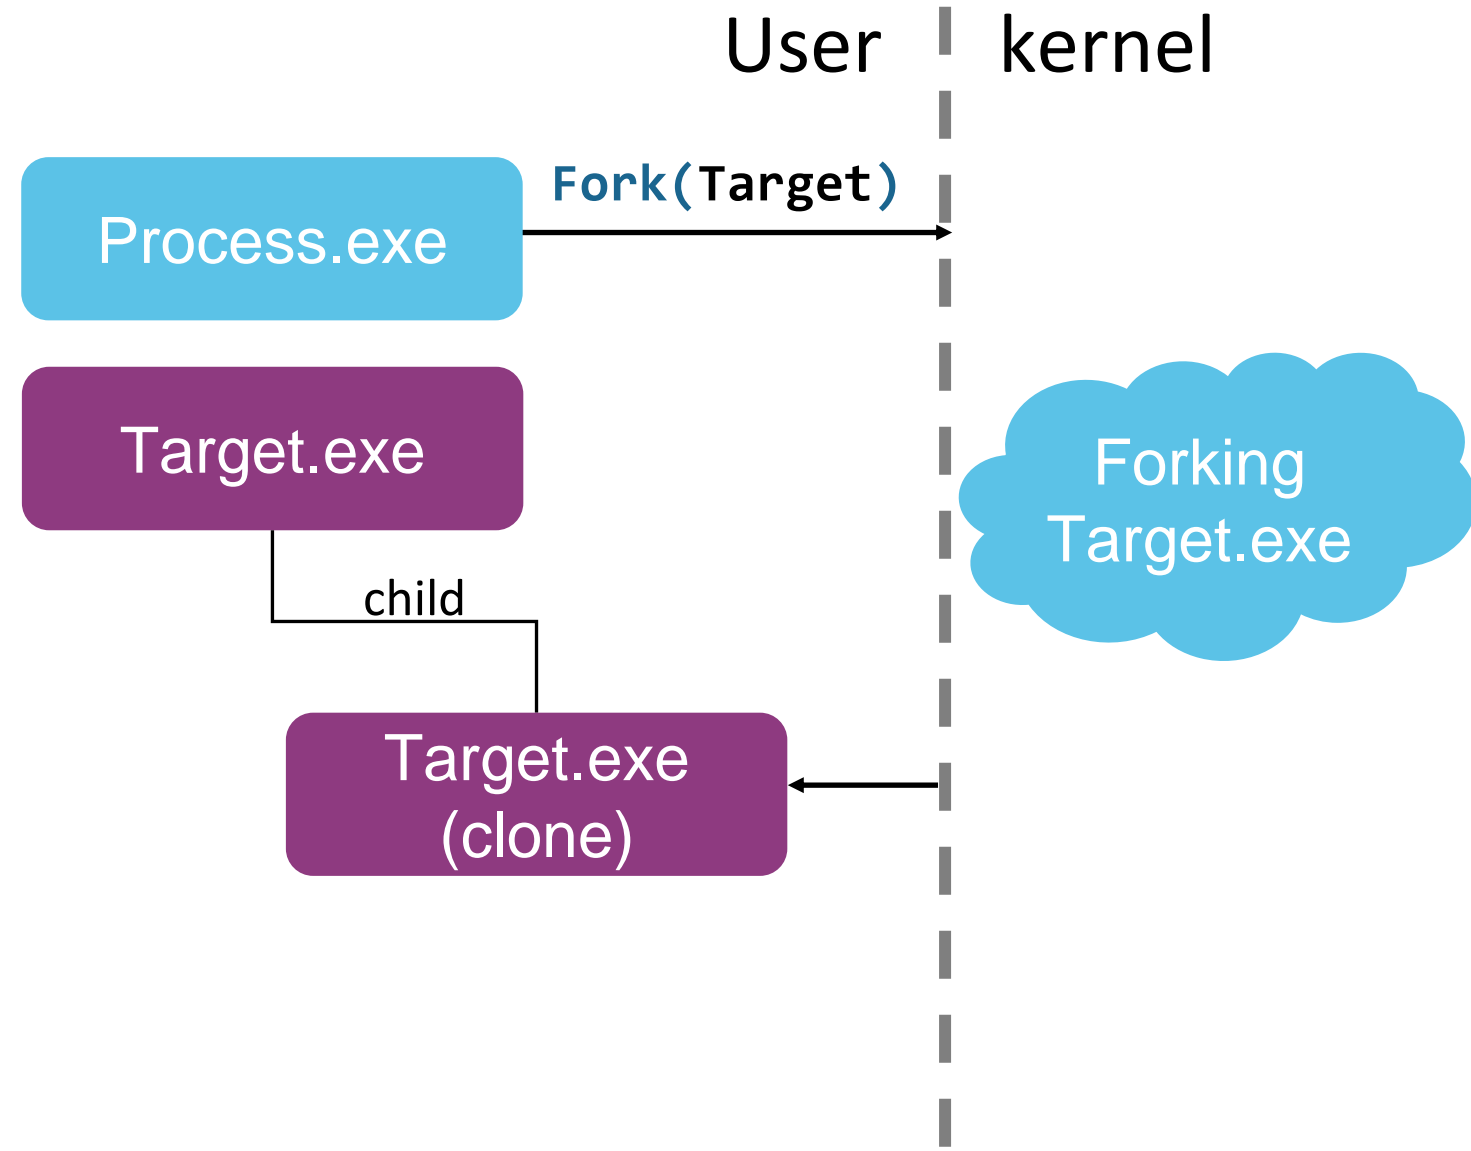 User
kernel
Fork(Target)
Process.exe
Target.exe
Forking
Target.exe
child
Target.exe
(clone)